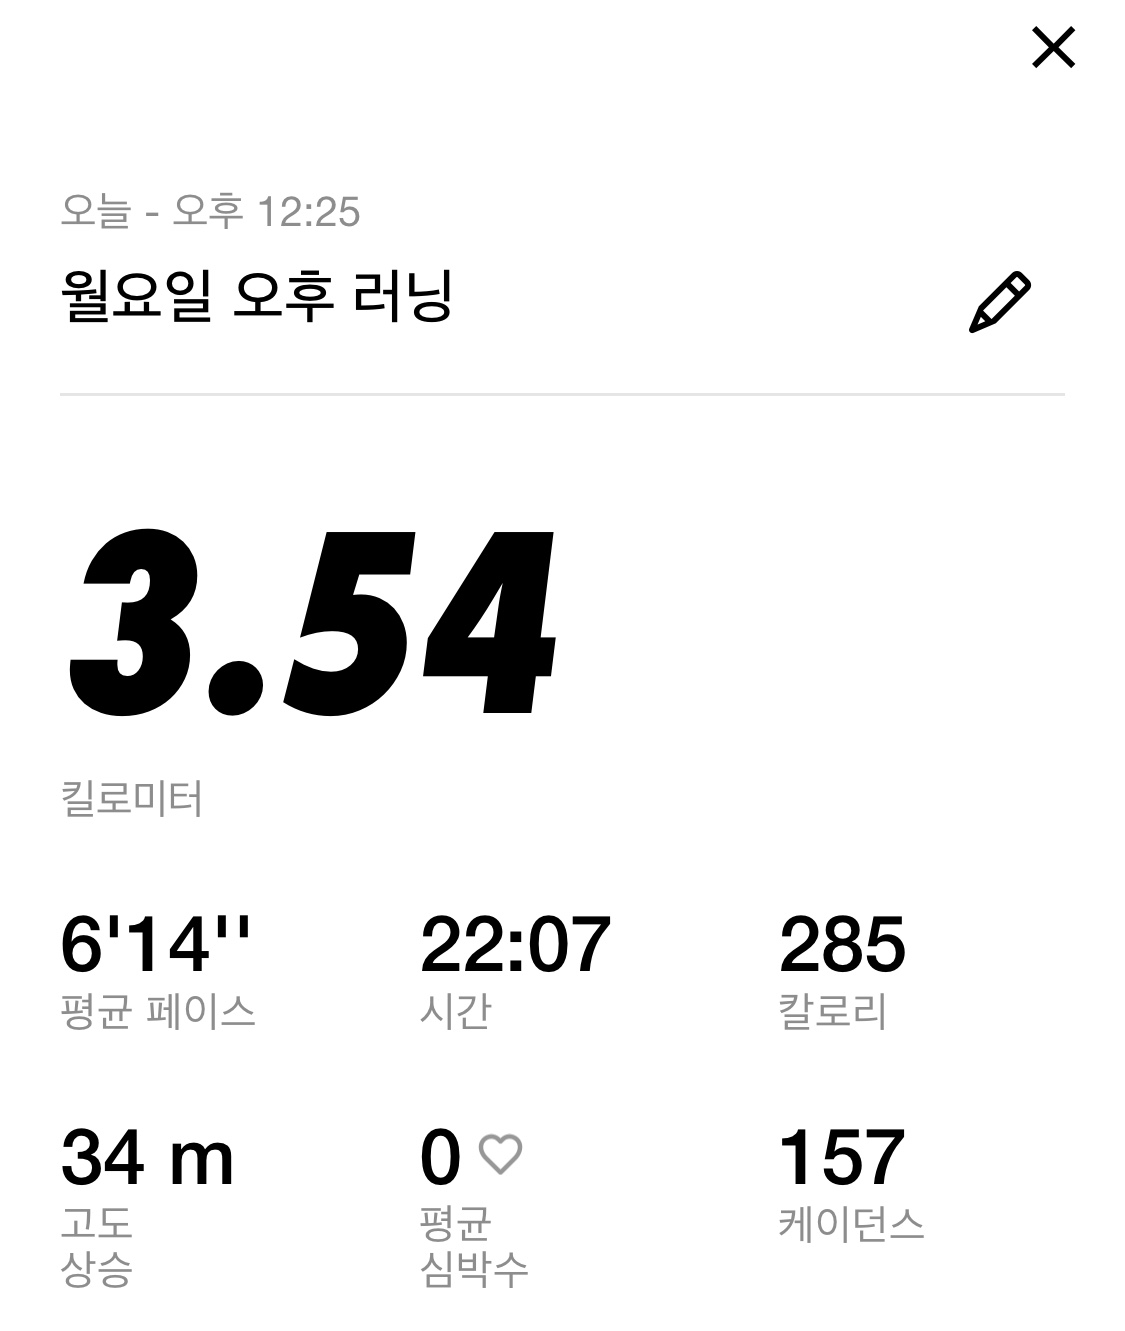 오늘 - 오후 12:25
월요일 오후 러닝
3.54
킬로미터
6'14''
평균 페이스
22:07
시간
285
칼로리
34 m
고도
상승
0
평균
심박수
157
케이던스